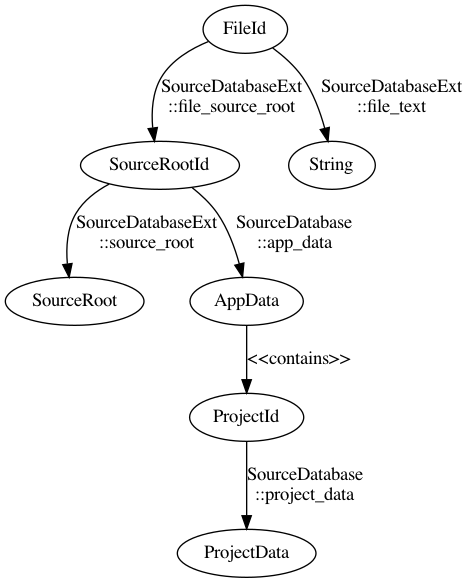 FileId
SourceDatabaseExt
::file_source_root
SourceDatabaseExt
::file_text
SourceRootId
String
SourceDatabaseExt
::source_root
SourceDatabase
::app_data
SourceRoot
AppData
<<contains>>
ProjectId
SourceDatabase
::project_data
ProjectData